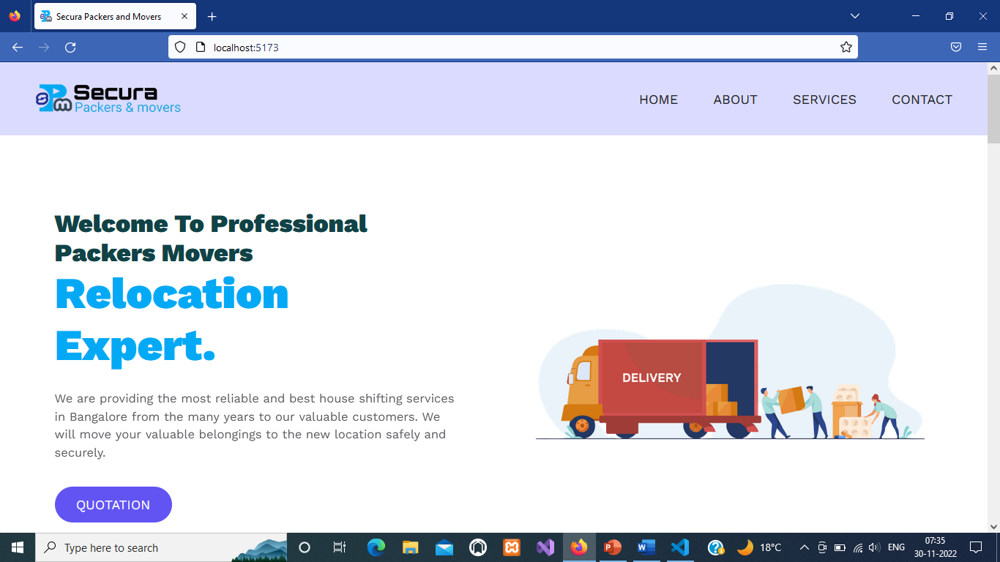 Secura Packers and Movers
localhost:5173
Secura
Packers & movers
HOME
ABOUT
SERVICES
CONTACT
Welcome To Professional
Packers Movers
Relocation
Expert.
We are providing the most reliable and best house shifting services
in Bangalore from the many years to our valuable customers. We
will move your valuable belongings to the new location safely and
securely.
QUOTATION
DELIVERY
Type here to search
18°C
ENG
07:35
30-11-2022